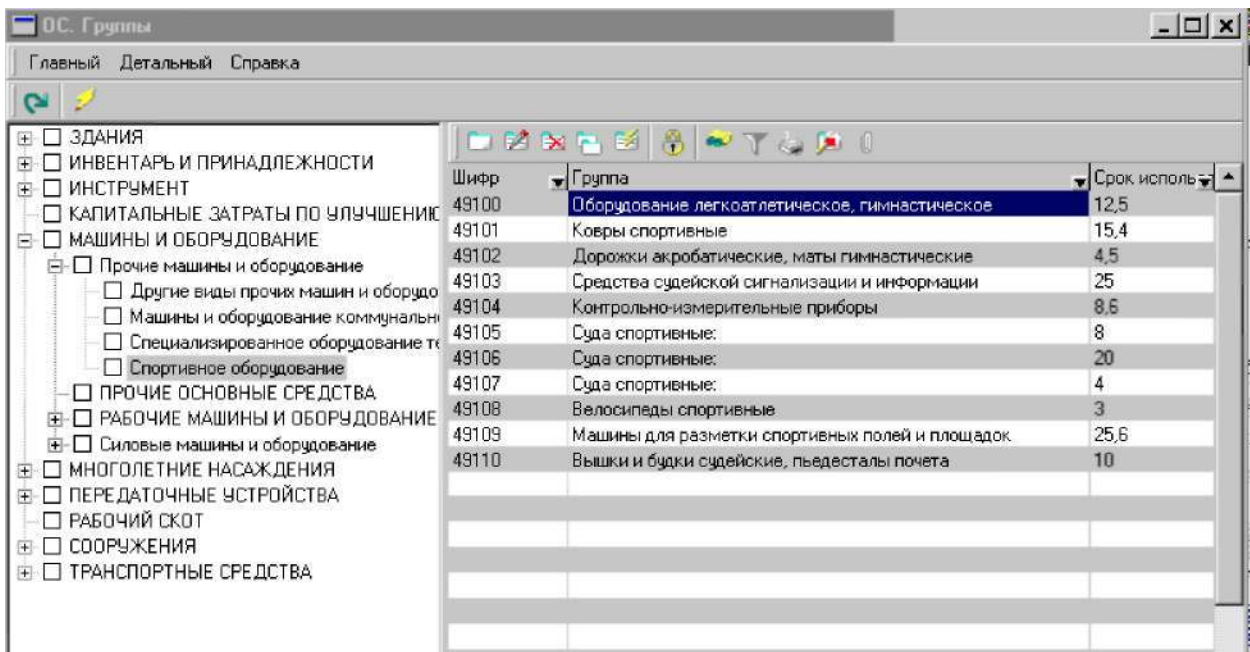 ОС. Группы
Главный Детальный Справка
ЗДАНИЯ
ИНВЕНТАРЬ И ПРИНАДЛЕЖНОСТИ
ИНСТРУМЕНТ
КАПИТАЛЬНЫЕ ЗАТРАТЫ ПО УЛУЧШЕНИЮ
МАШИНЫ И ОБОРУДОВАНИЕ
Прочие машины и оборудование
Другие виды прочих машин и оборудо
Машины и оборудование коммунальн
Специализированное оборудование те
Спортивное оборудование
ПРОЧИЕ ОСНОВНЫЕ СРЕДСТВА
РАБОЧИЕ МАШИНЫ И ОБОРУДОВАНИЕ
Силовые машины и оборудование
МНОГОЛЕТНИЕ НАСАЖДЕНИЯ
ПЕРЕДАТОЧНЫЕ УСТРОЙСТВА
РАБОЧИЙ СКОТ
СООРУЖЕНИЯ
ТРАНСПОРТНЫЕ СРЕДСТВА
Шифр Группа Срок исполь
49100 Оборудование легкоатлетическое, гимнастическое 12,5
49101 Ковры спортивные 15,4
49102 Дорожки акробатические, маты гимнастические 4,5
49103 Средства судейской сигнализации и информации 25
49104 Контрольно-измерительные приборы 8,6
49105 Суда спортивные: 8
49106 Суда спортивные: 20
49107 Суда спортивные: 4
49108 Велосипеды спортивные 3
49109 Машины для разметки спортивных полей и площадок 25,6
49110 Вышки и будки судейские, пьедесталы почета 10